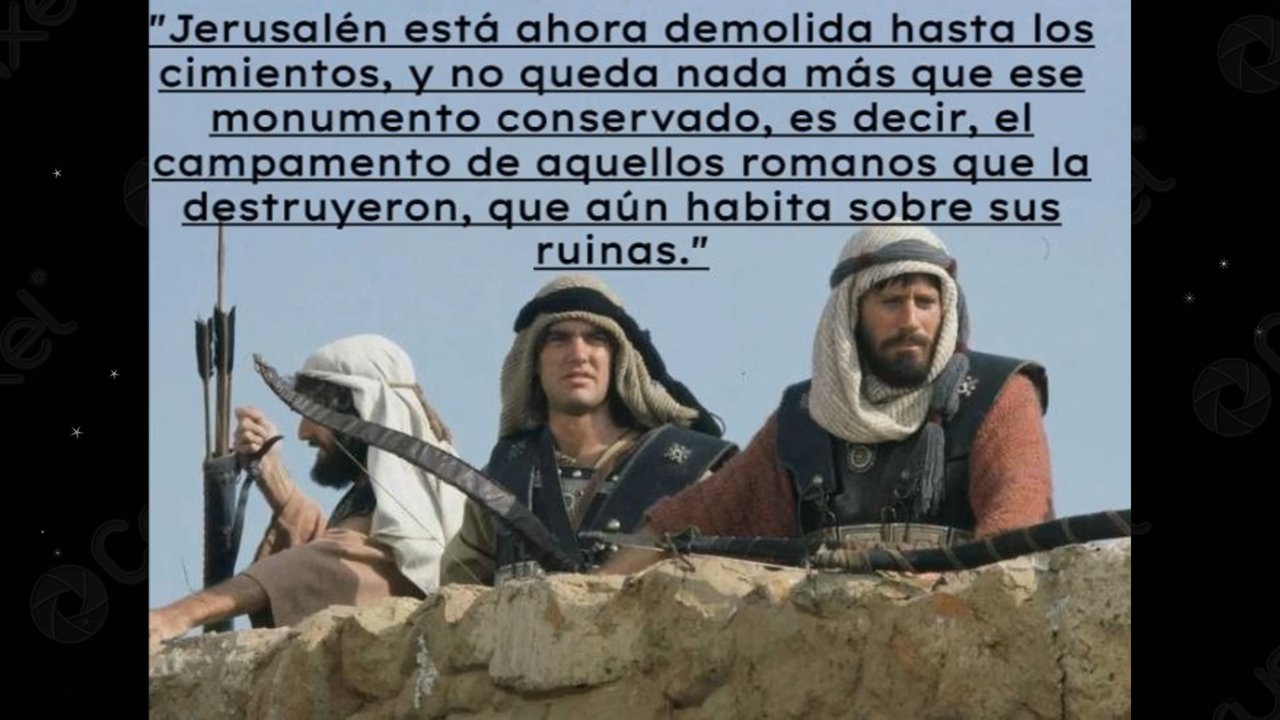 "Jerusalén está ahora demolida hasta los
cimientos, y no queda nada más que ese
monumento conservado, es decir, el
campamento de aquellos romanos que la
destruyeron, que aún habita sobre sus
ruinas."